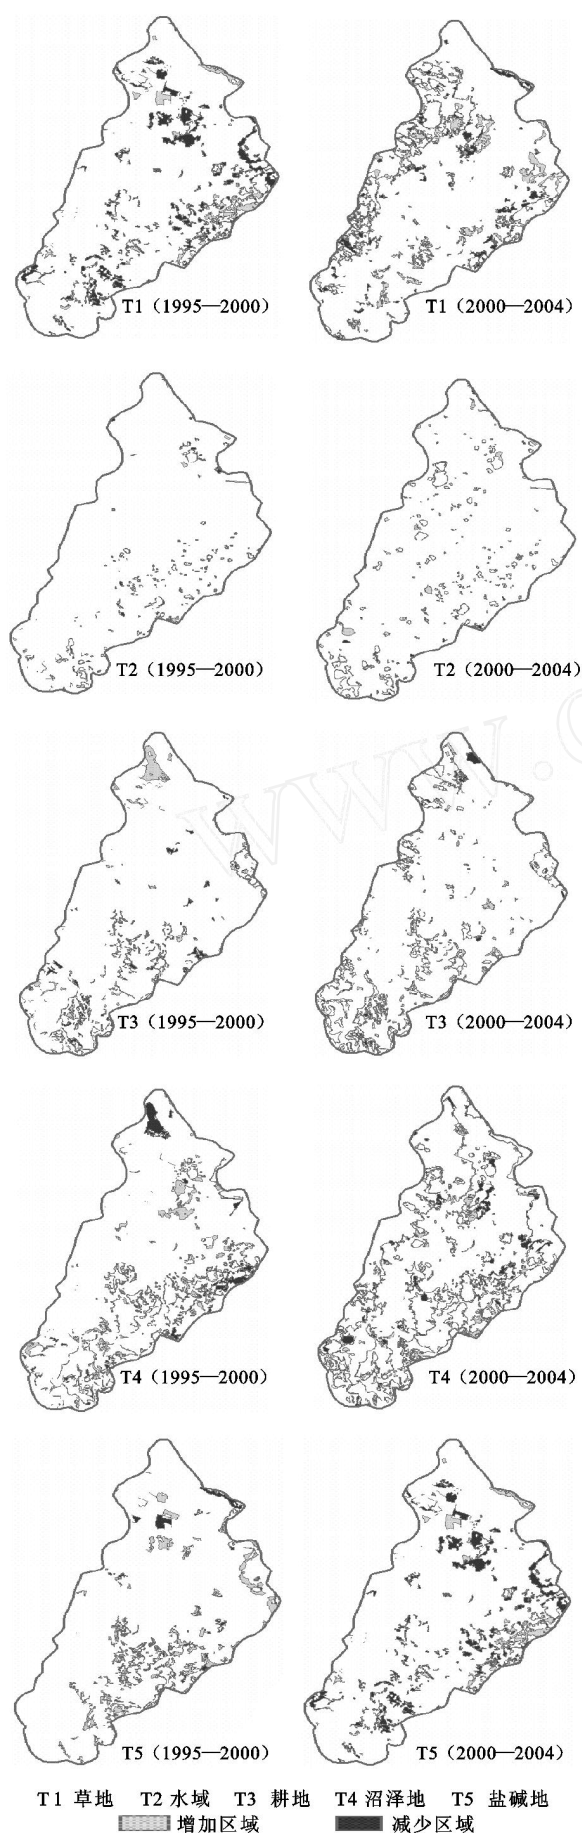 T1（1995—2000） T1（2000—2004）
T2（1995—2000） T2（2000—2004）
www.
T3（1995—2000） T3（2000—2004）
T4（1995—2000） T4（2000—2004）
T5（1995—2000） T5（2000—2004）
T1 草地 T2 水域 T3 耕地 T4 沼泽地 T5 盐碱地
增加区域 减少区域